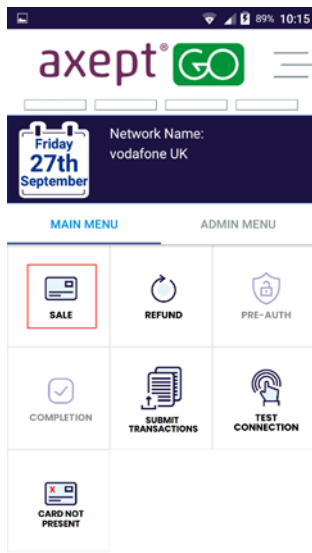 89% 10:15
axept® GO
Friday
27th
September
Network Name:
vodafone UK
MAIN MENU
ADMIN MENU
SALE
REFUND
PRE-AUTH
COMPLETION
SUBMIT
TRANSACTIONS
TEST
CONNECTION
CARD NOT
PRESENT